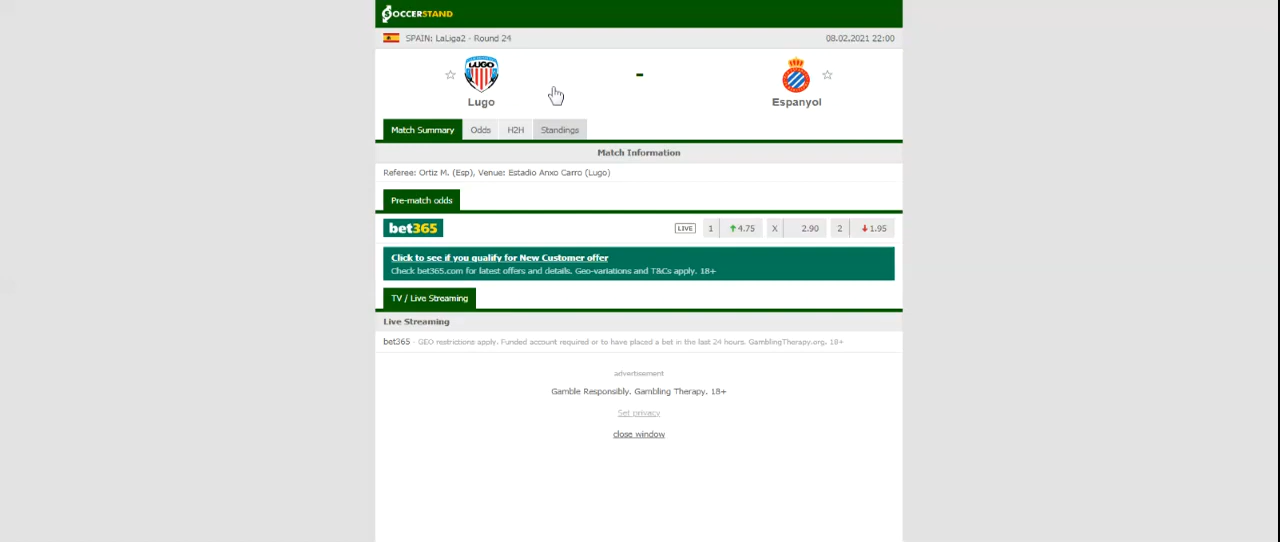 SOCCERSTAND
SPAIN: LaLiga2 - Round 24 08.02.2021 22:00
LUGO
-
Lugo Espanyol
Match Summary Odds H2H Standings
Match Information
Referee: Ortiz M. (Esp), Venue: Estadio Anxo Carro (Lugo)
Pre-match odds
bet365 LIVE 1 4.75 X 2.90 2 1.95
Click to see if you qualify for New Customer offer
Check bet365.com for latest offers and details. Geo-variations and T&Cs apply. 18+
TV / Live Streaming
Live Streaming
bet365 - GEO restrictions apply. Funded account required or to have placed a bet in the last 24 hours. GamblingTherapy.org. 18+
advertisement
Gamble Responsibly. Gambling Therapy. 18+
Set privacy
close window